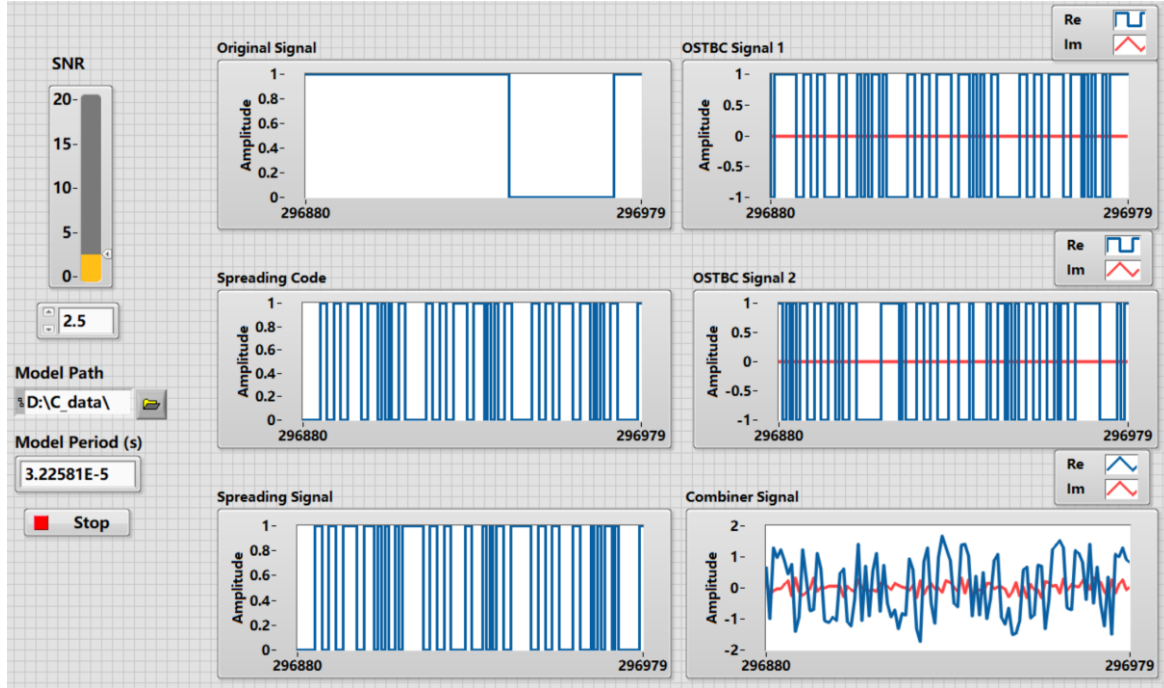 SNR
20
15
10
5
0
2.5
Model Path
D:\C_data\
Model Period (s)
3.22581E-5
Stop
Original Signal
Amplitude
1
0.8
0.6
0.4
0.2
0
296880
296979
Re
Im
OSTBC Signal 1
Amplitude
1
0.5
0
-0.5
-1
296880
296979
Spreading Code
Amplitude
1
0.8
0.6
0.4
0.2
0
296880
296979
Re
Im
OSTBC Signal 2
Amplitude
1
0.5
0
-0.5
-1
296880
296979
Spreading Signal
Amplitude
1
0.8
0.6
0.4
0.2
0
296880
296979
Re
Im
Combiner Signal
Amplitude
2
1
0
-1
-2
296880
296979